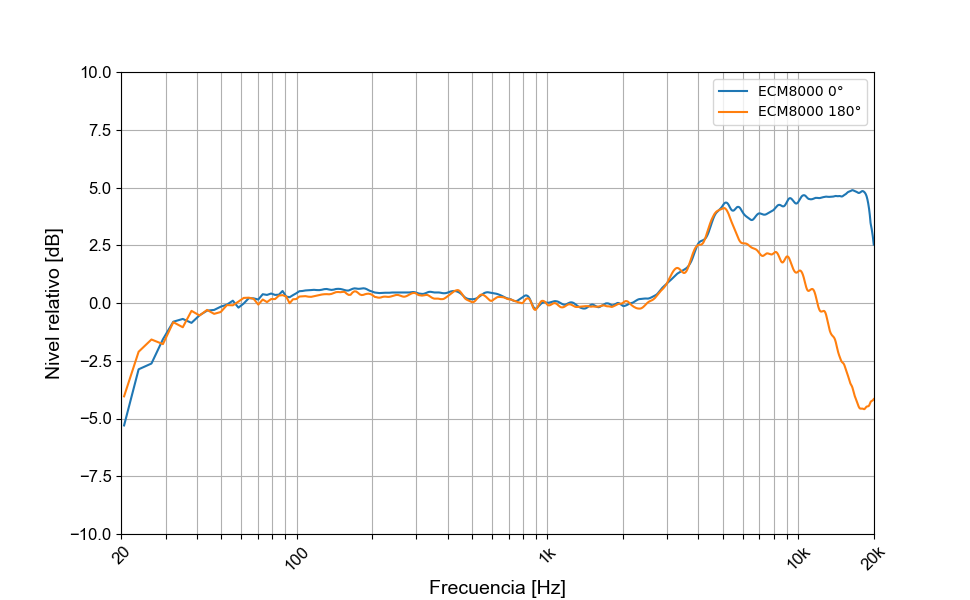 10.0
7.5
5.0
2.5
0.0
−2.5
−5.0
−7.5
−10.0
Nivel relativo [dB]
ECM8000 0°
ECM8000 180°
20
100
1k
10k
20k
Frecuencia [Hz]